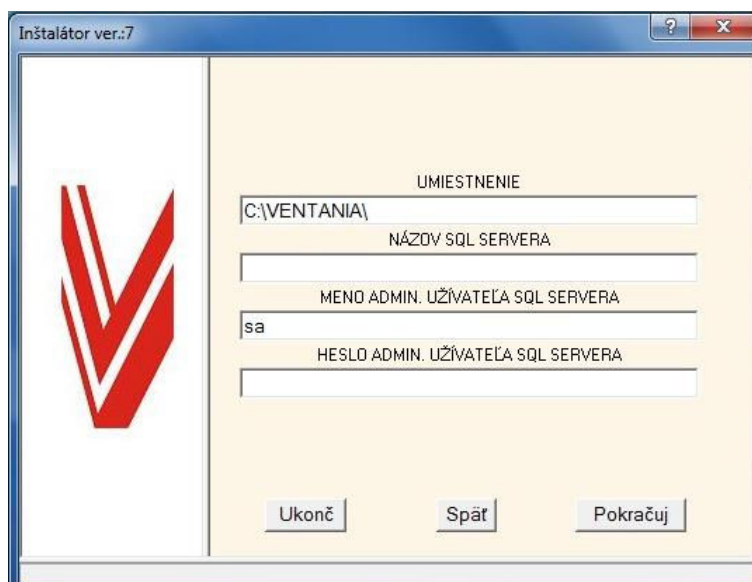 Inštalátor ver.:7
UMIESTNENIE
C:\VENTANIA\
NÁZOV SQL SERVERA
MENO ADMIN. UŽÍVATEĽA SQL SERVERA
sa
HESLO ADMIN. UŽÍVATEĽA SQL SERVERA
Ukonč Späť Pokračuj